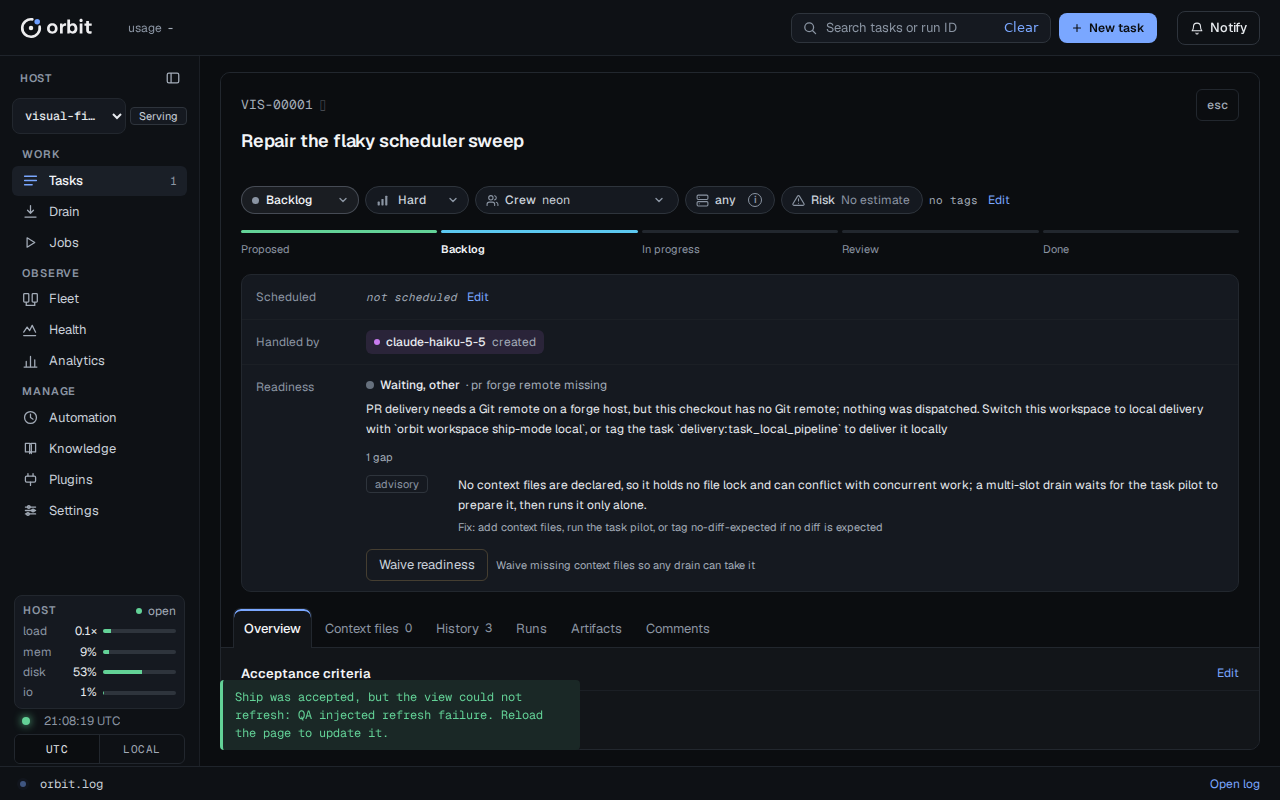 orbit
usage -
Search tasks or run ID
Clear
+ New task
Notify
HOST
visual-fi…
Serving
WORK
Tasks 1
Drain
Jobs
OBSERVE
Fleet
Health
Analytics
MANAGE
Automation
Knowledge
Plugins
Settings
HOST open
load 0.1×
mem 9%
disk 53%
io 1%
21:08:19 UTC
UTC LOCAL
VIS-00001
esc
Repair the flaky scheduler sweep
Backlog
Hard
Crew neon
any
Risk No estimate
no tags
Edit
Proposed
Backlog
In progress
Review
Done
Scheduled
not scheduled Edit
Handled by
claude-haiku-5-5 created
Readiness
Waiting, other · pr forge remote missing
PR delivery needs a Git remote on a forge host, but this checkout has no Git remote; nothing was dispatched. Switch this workspace to local delivery
with `orbit workspace ship-mode local`, or tag the task `delivery:task_local_pipeline` to deliver it locally
1 gap
advisory
No context files are declared, so it holds no file lock and can conflict with concurrent work; a multi-slot drain waits for the task pilot to
prepare it, then runs it only alone.
Fix: add context files, run the task pilot, or tag no-diff-expected if no diff is expected
Waive readiness
Waive missing context files so any drain can take it
Overview
Context files 0
History 3
Runs
Artifacts
Comments
Acceptance criteria
Edit
Ship was accepted, but the view could not
refresh: QA injected refresh failure. Reload
the page to update it.
orbit.log
Open log